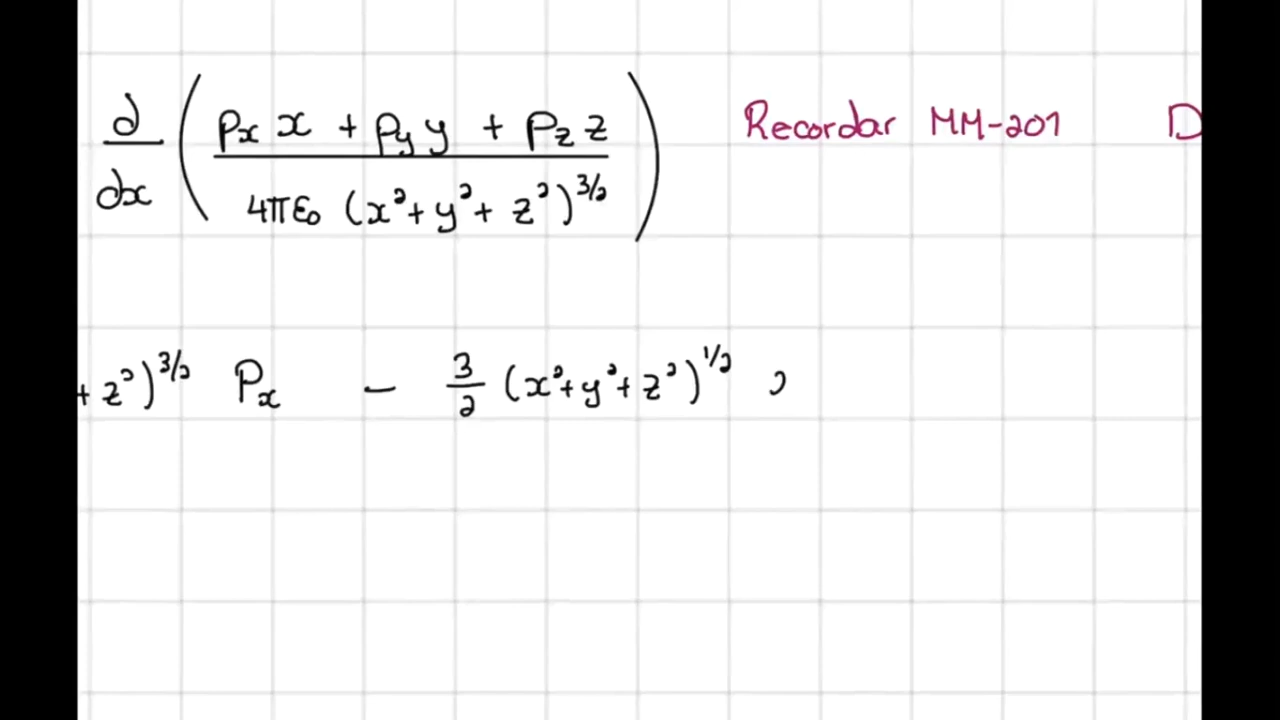 ∂/∂x ( (Px x + Py y + Pz z) / (4πε₀ (x² + y² + z²)^3/2) ) Recordar MM-201 D
+ z²)^3/2 Px − 3/2 (x² + y² + z²)^1/2